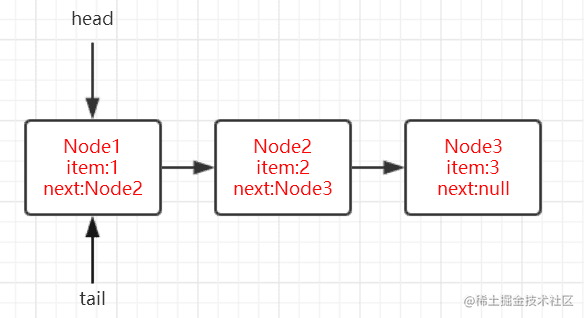 head
Node1
item:1
next:Node2
Node2
item:2
next:Node3
Node3
item:3
next:null
tail
@稀土掘金技术社区